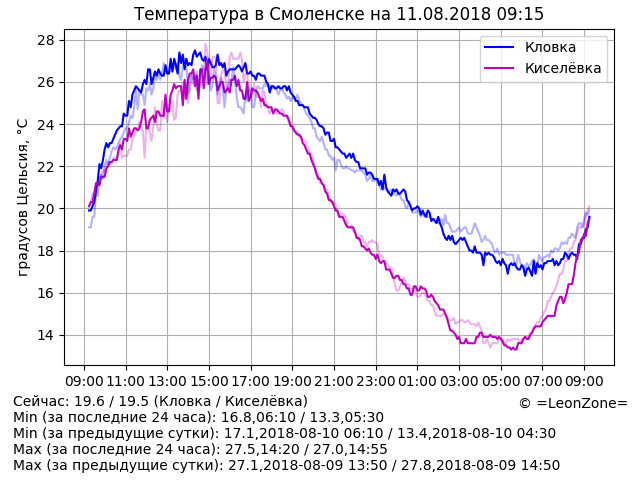 Температура в Смоленске на 11.08.2018 09:15
градусов Цельсия, °C
28
26
24
22
20
18
16
14
Кловка
Киселёвка
09:00 11:00 13:00 15:00 17:00 19:00 21:00 23:00 01:00 03:00 05:00 07:00 09:00
Сейчас: 19.6 / 19.5 (Кловка / Киселёвка)
© =LeonZone=
Min (за последние 24 часа): 16.8,06:10 / 13.3,05:30
Min (за предыдущие сутки): 17.1,2018-08-10 06:10 / 13.4,2018-08-10 04:30
Max (за последние 24 часа): 27.5,14:20 / 27.0,14:55
Max (за предыдущие сутки): 27.1,2018-08-09 13:50 / 27.8,2018-08-09 14:50